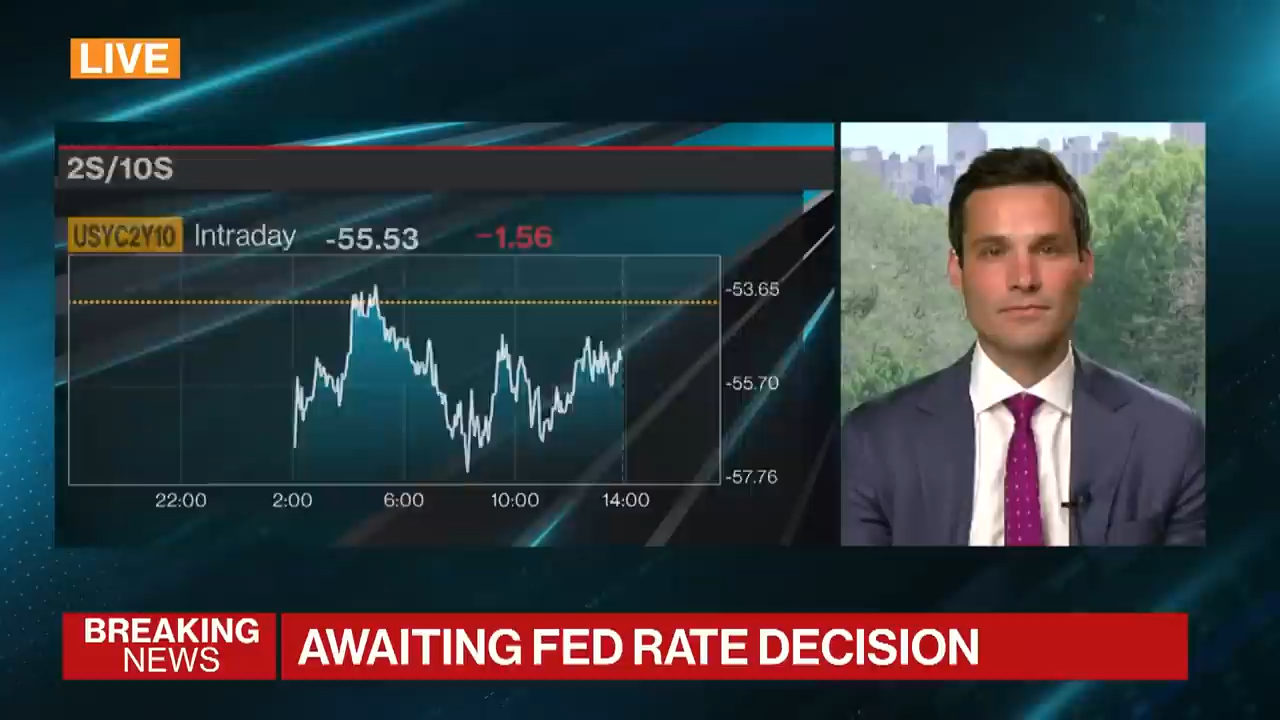 LIVE
2S/10S
USYC2Y10 Intraday -55.53 -1.56
-53.65
-55.70
-57.76
22:00 2:00 6:00 10:00 14:00
BREAKING
NEWS
AWAITING FED RATE DECISION